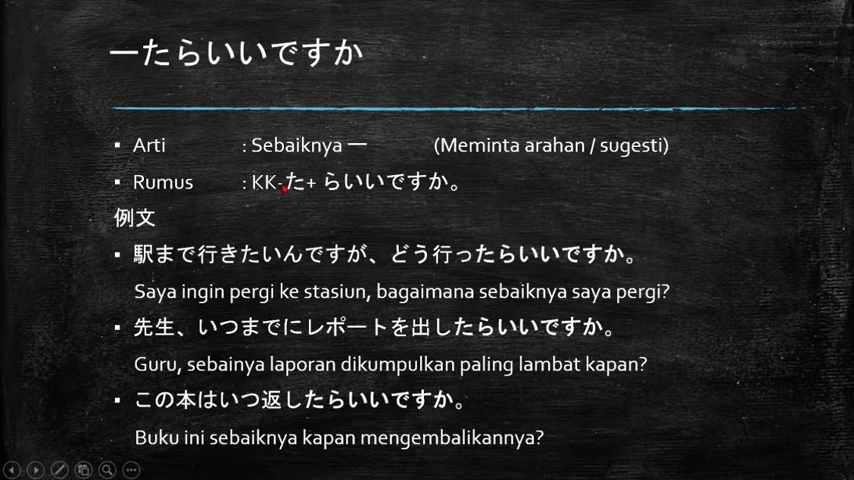 ーたらいいですか
▪ Arti : Sebaiknya ー (Meminta arahan / sugesti)
▪ Rumus : KK-た+ らいいですか。
例文
▪ 駅まで行きたいんですが、どう行ったらいいですか。
Saya ingin pergi ke stasiun, bagaimana sebaiknya saya pergi?
▪ 先生、いつまでにレポートを出したらいいですか。
Guru, sebainya laporan dikumpulkan paling lambat kapan?
▪ この本はいつ返したらいいですか。
Buku ini sebaiknya kapan mengembalikannya?